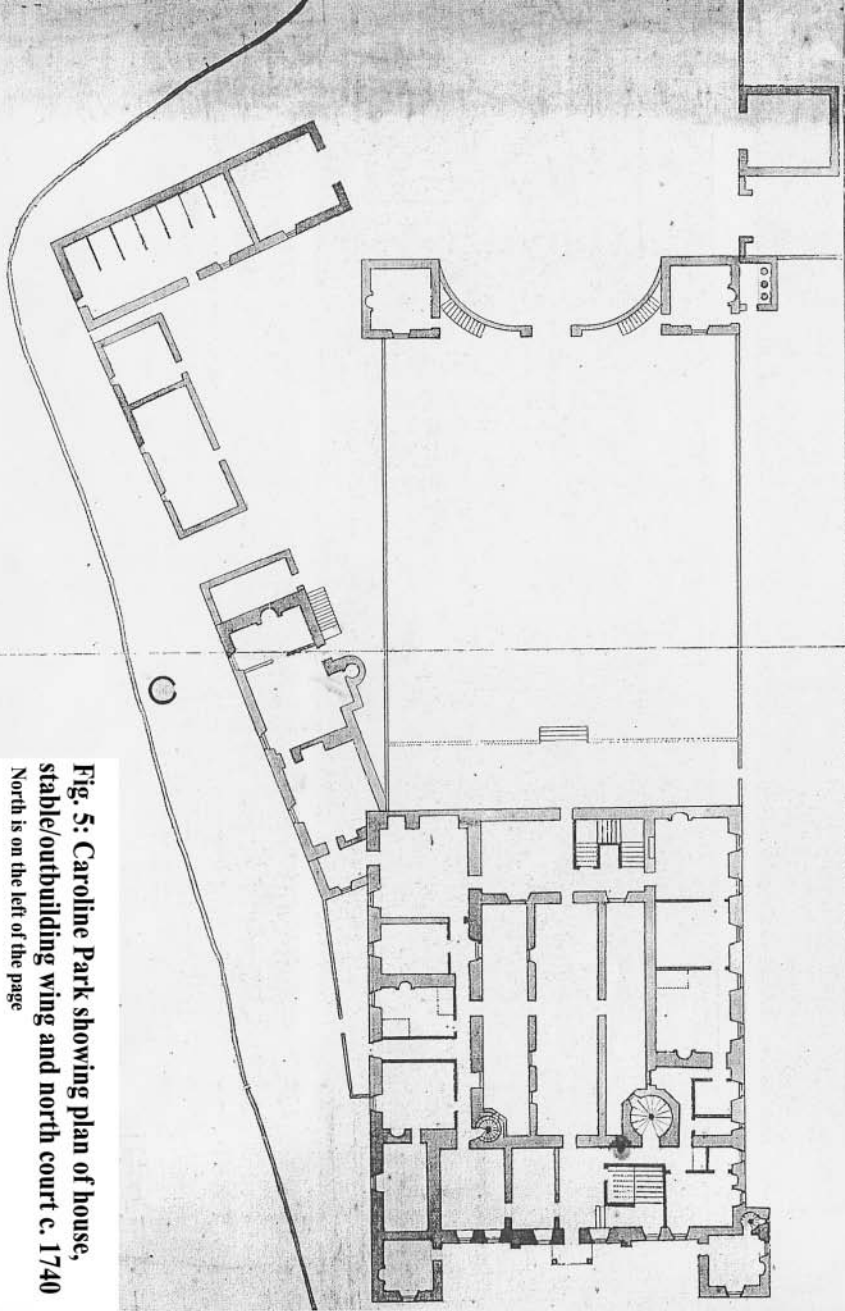 Fig. 5: Caroline Park showing plan of house,
stable/outbuilding wing and north court c. 1740
North is on the left of the page